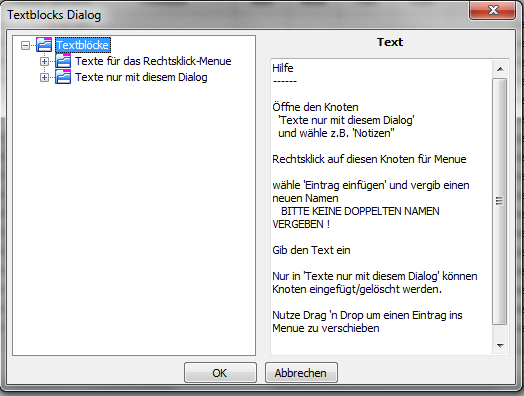 Textblocks Dialog
Textblöcke
Texte für das Rechtsklick-Menue
Texte nur mit diesem Dialog
Text
Hilfe
------
Öffne den Knoten
'Texte nur mit diesem Dialog'
und wähle z.B. 'Notizen"
Rechtsklick auf diesen Knoten für Menue
wähle 'Eintrag einfügen' und vergib einen
neuen Namen
BITTE KEINE DOPPELTEN NAMEN
VERGEBEN !
Gib den Text ein
Nur in 'Texte nur mit diesem Dialog' können
Knoten eingefügt/gelöscht werden.
Nutze Drag 'n Drop um einen Eintrag ins
Menue zu verschieben
OK
Abbrechen